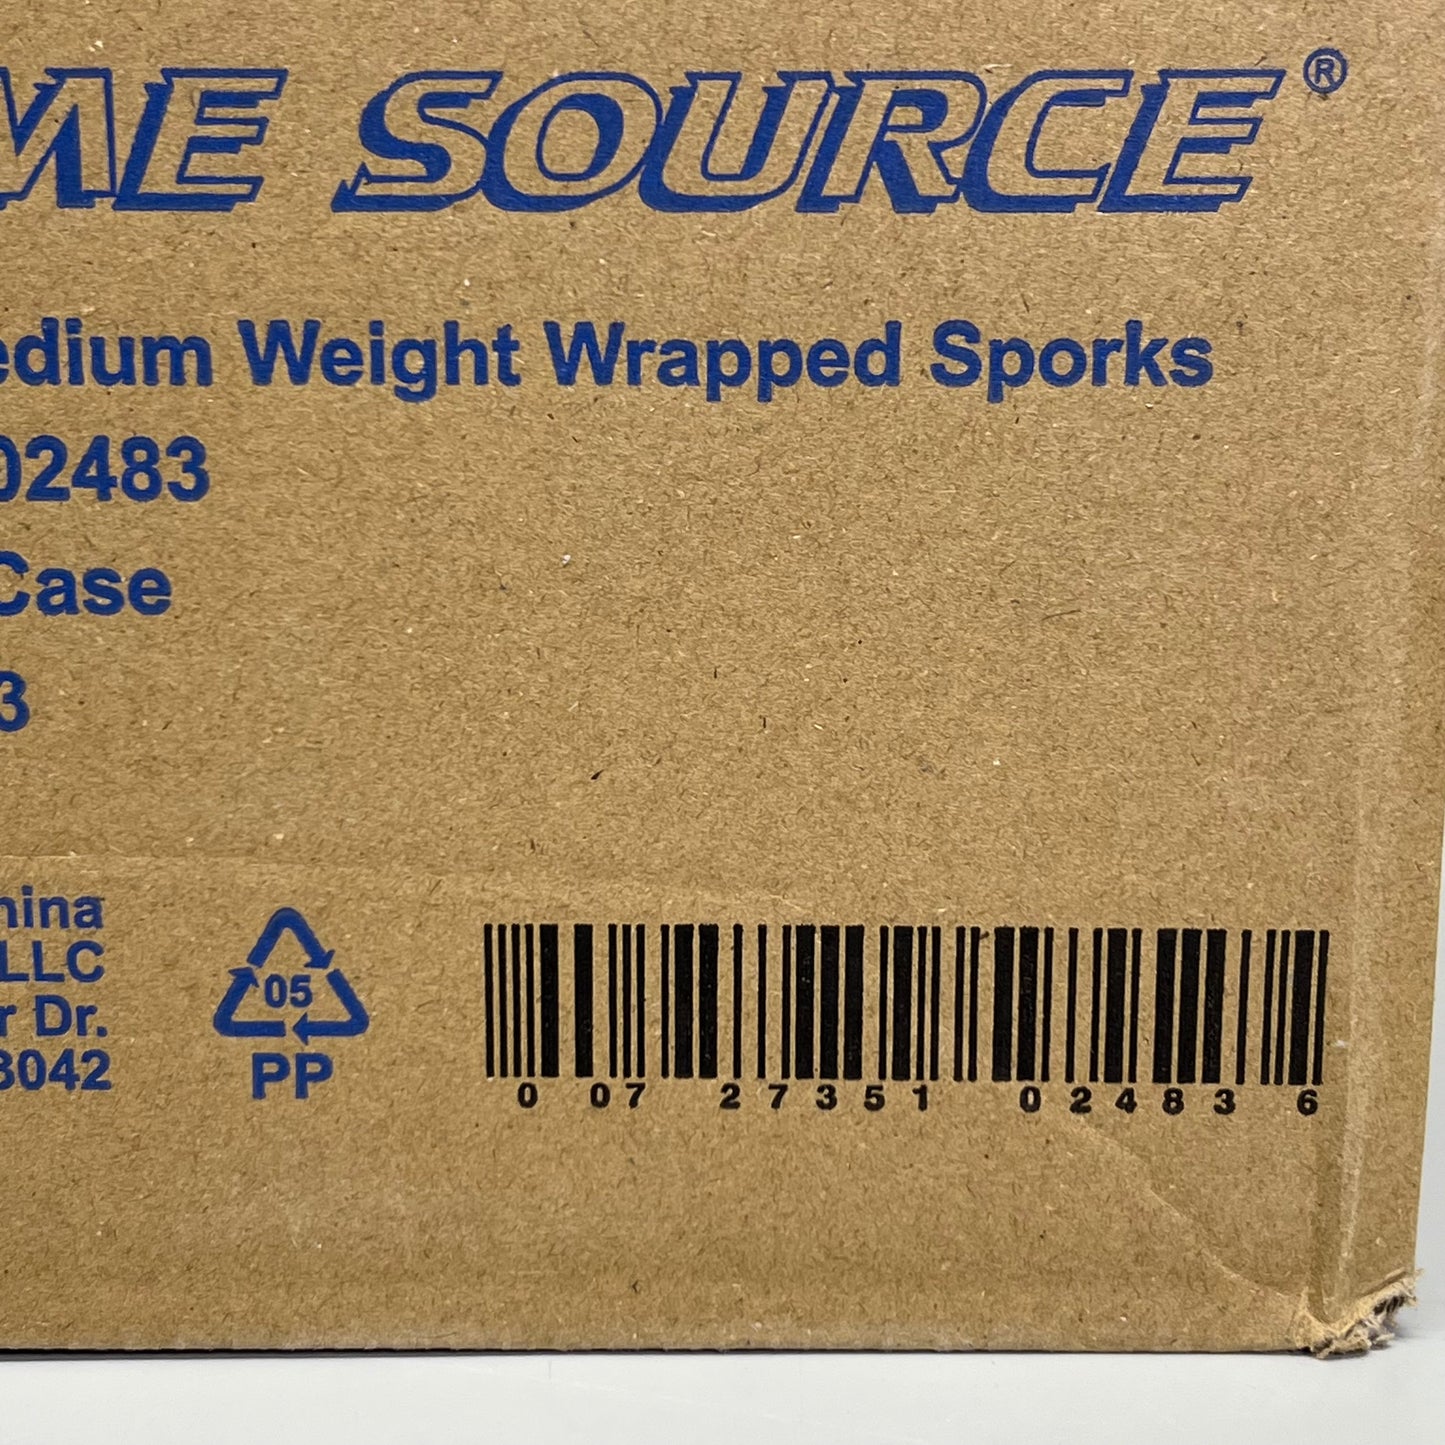 ME SOURCE®
edium Weight Wrapped Sporks
02483
Case
3
hina
LLC
r Dr.
3042
05
PP
0 07 27351 02483 6